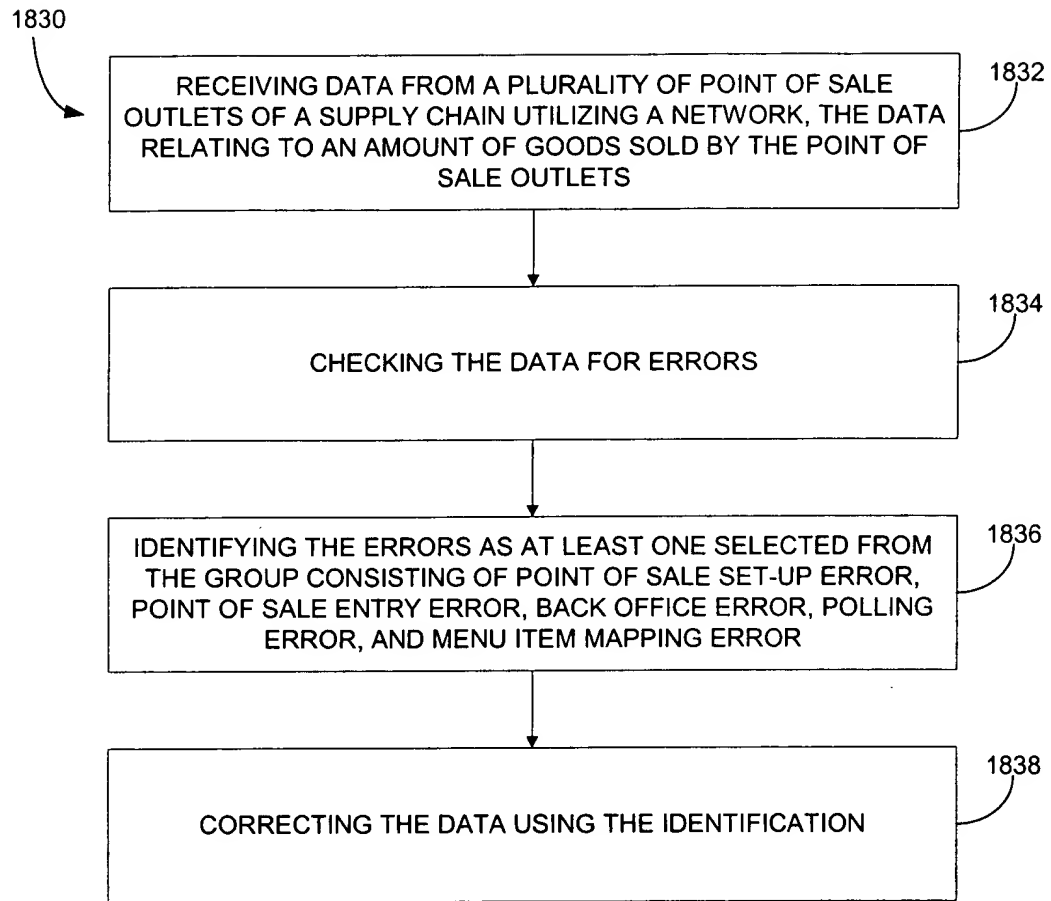 1830
RECEIVING DATA FROM A PLURALITY OF POINT OF SALE
OUTLETS OF A SUPPLY CHAIN UTILIZING A NETWORK, THE DATA
RELATING TO AN AMOUNT OF GOODS SOLD BY THE POINT OF
SALE OUTLETS
1832
CHECKING THE DATA FOR ERRORS
1834
IDENTIFYING THE ERRORS AS AT LEAST ONE SELECTED FROM
THE GROUP CONSISTING OF POINT OF SALE SET-UP ERROR,
POINT OF SALE ENTRY ERROR, BACK OFFICE ERROR, POLLING
ERROR, AND MENU ITEM MAPPING ERROR
1836
CORRECTING THE DATA USING THE IDENTIFICATION
1838